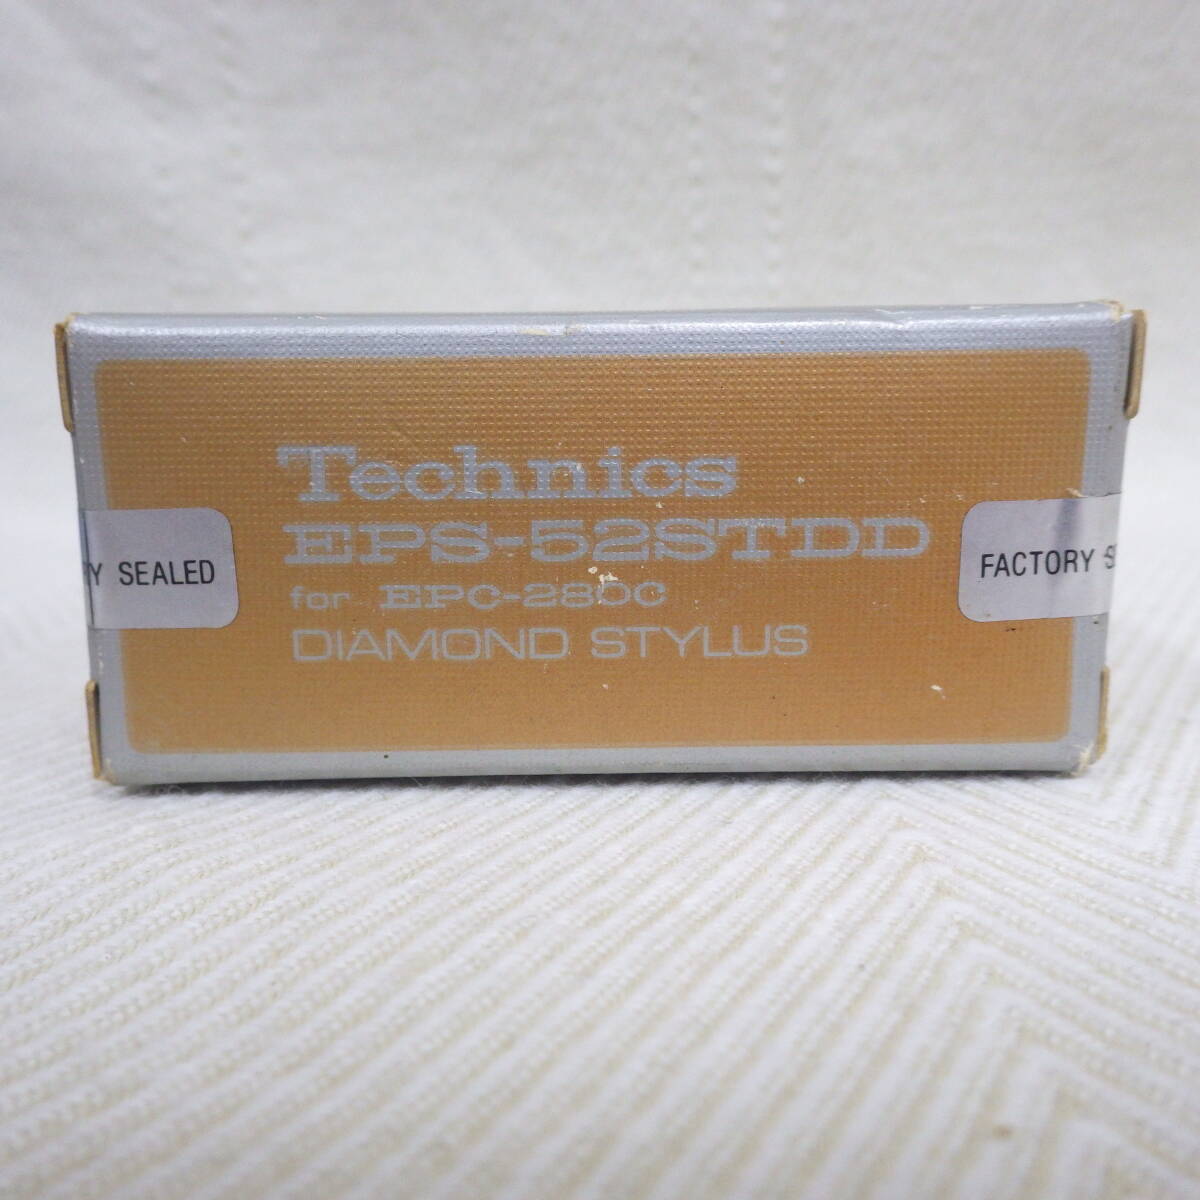 Technics
EPS-52STDD
for EPC-280C
DIAMOND STYLUS
Y SEALED
FACTORY S